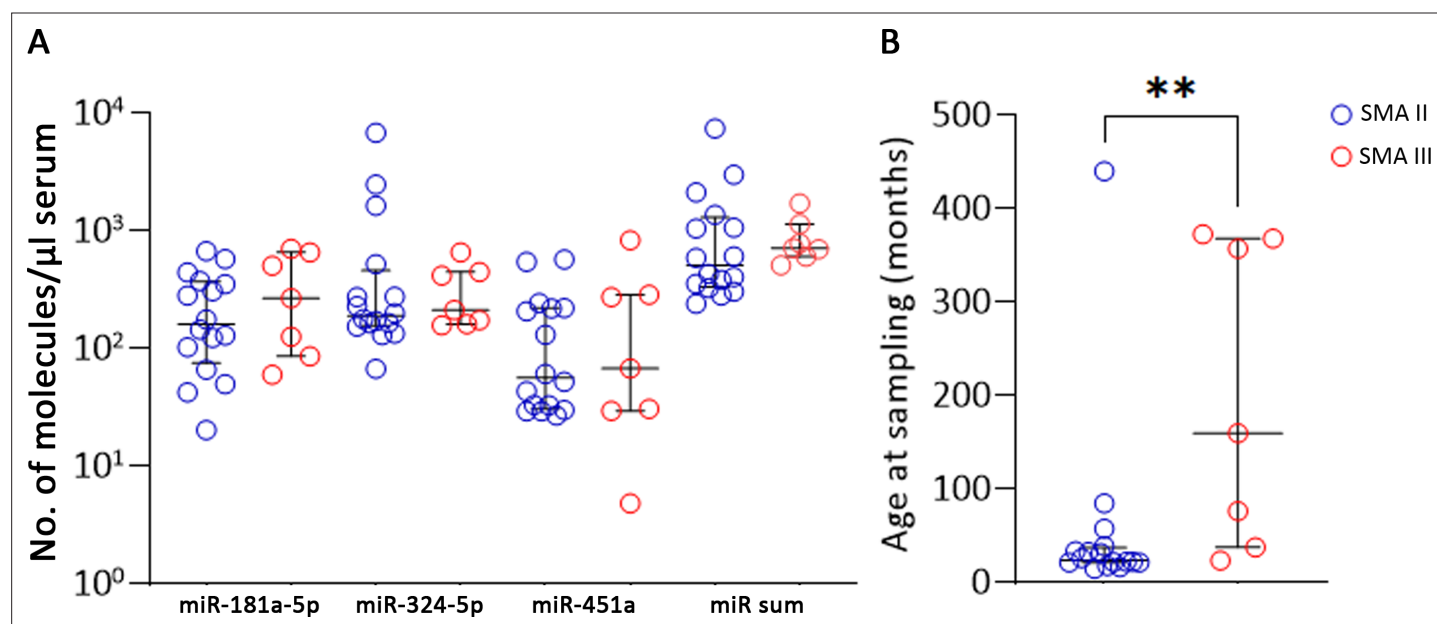 A
No. of molecules/μl serum
10⁴
10³
10²
10¹
10⁰
miR-181a-5p
miR-324-5p
miR-451a
miR sum
B
Age at sampling (months)
500
400
300
200
100
0
**
SMA II
SMA III